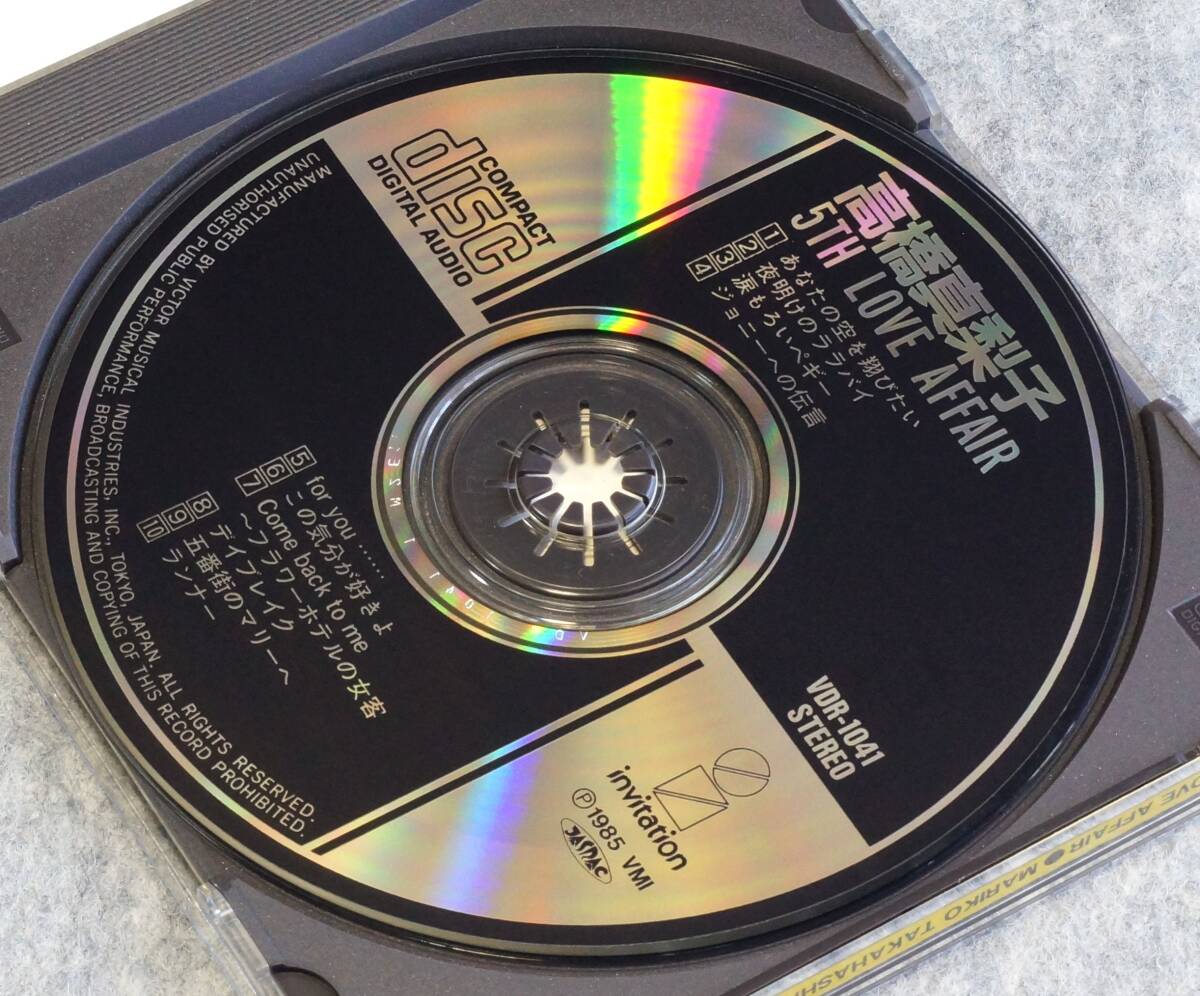 COMPACT
disc
DIGITAL AUDIO
高橋真梨子
5TH LOVE AFFAIR
1 あなたの空を翔びたい
2 夜明けのララバイ
3 涙もろいペギー
4 ジョニーへの伝言
5 for you ……
6 この気分が好きよ
7 Come back to me
～フラワーホテルの女客
8 デイブレイク
9 五番街のマリーへ
10 ランナー
VDR-1041
STEREO
invitation
Ⓟ1985 VMI
JASRAC
MANUFACTURED BY VICTOR MUSICAL INDUSTRIES, INC., TOKYO, JAPAN ALL RIGHTS RESERVED.
UNAUTHORISED PUBLIC PERFORMANCE, BROADCASTING AND COPYING OF THIS RECORD PROHIBITED.
LOVE AFFAIR●MARIKO TAKAHASHI